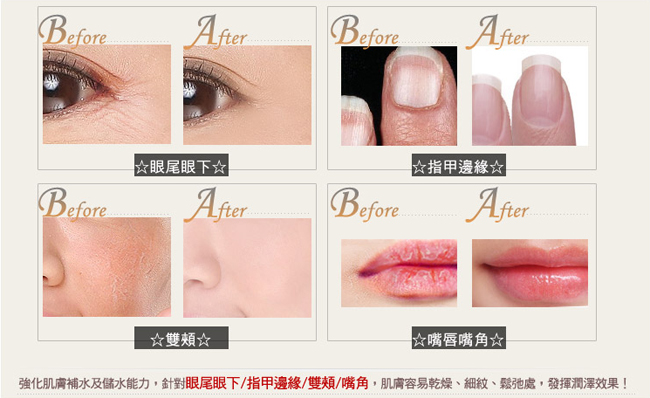 Before After Before After
☆眼尾眼下☆ ☆指甲邊緣☆
Before After Before After
☆雙頰☆ ☆嘴唇嘴角☆
強化肌膚補水及儲水能力，針對眼尾眼下/指甲邊緣/雙頰/嘴角，肌膚容易乾燥、細紋、鬆弛處，發揮潤澤效果！